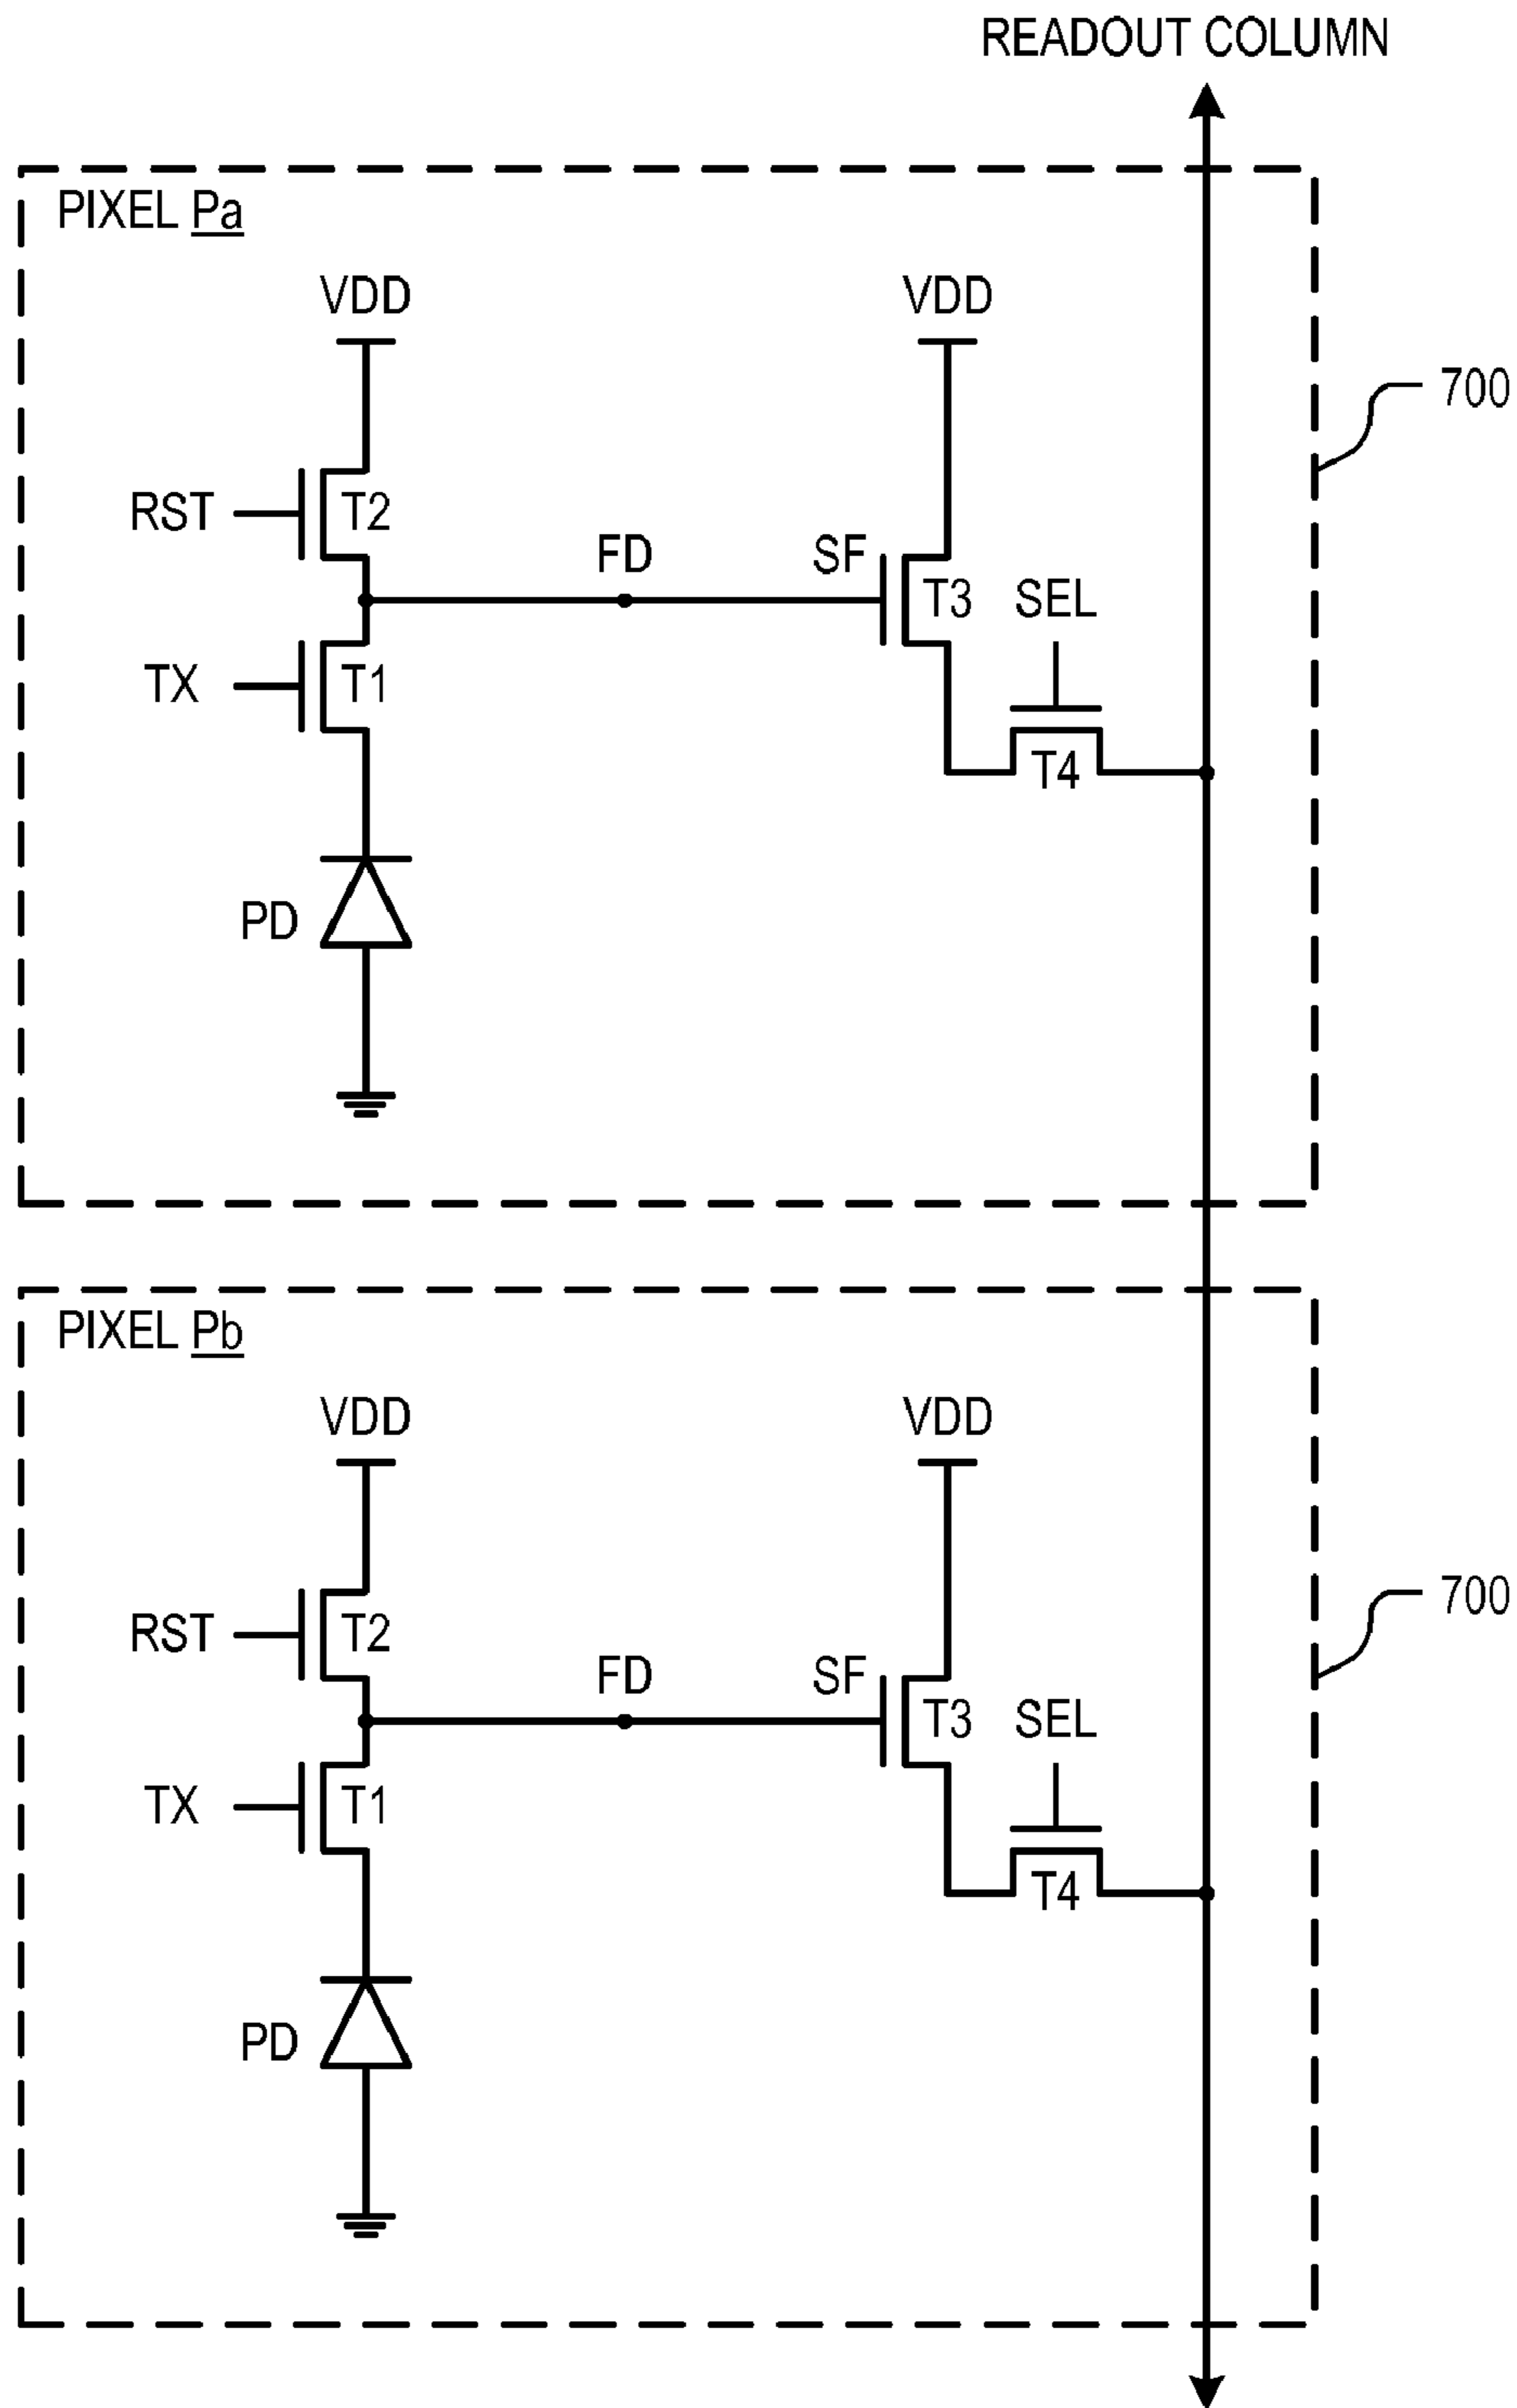 READOUT COLUMN
PIXEL Pa
VDD
VDD
700
RST
T2
FD
SF
T3
SEL
TX
T1
T4
PD
PIXEL Pb
VDD
VDD
700
RST
T2
FD
SF
T3
SEL
TX
T1
T4
PD